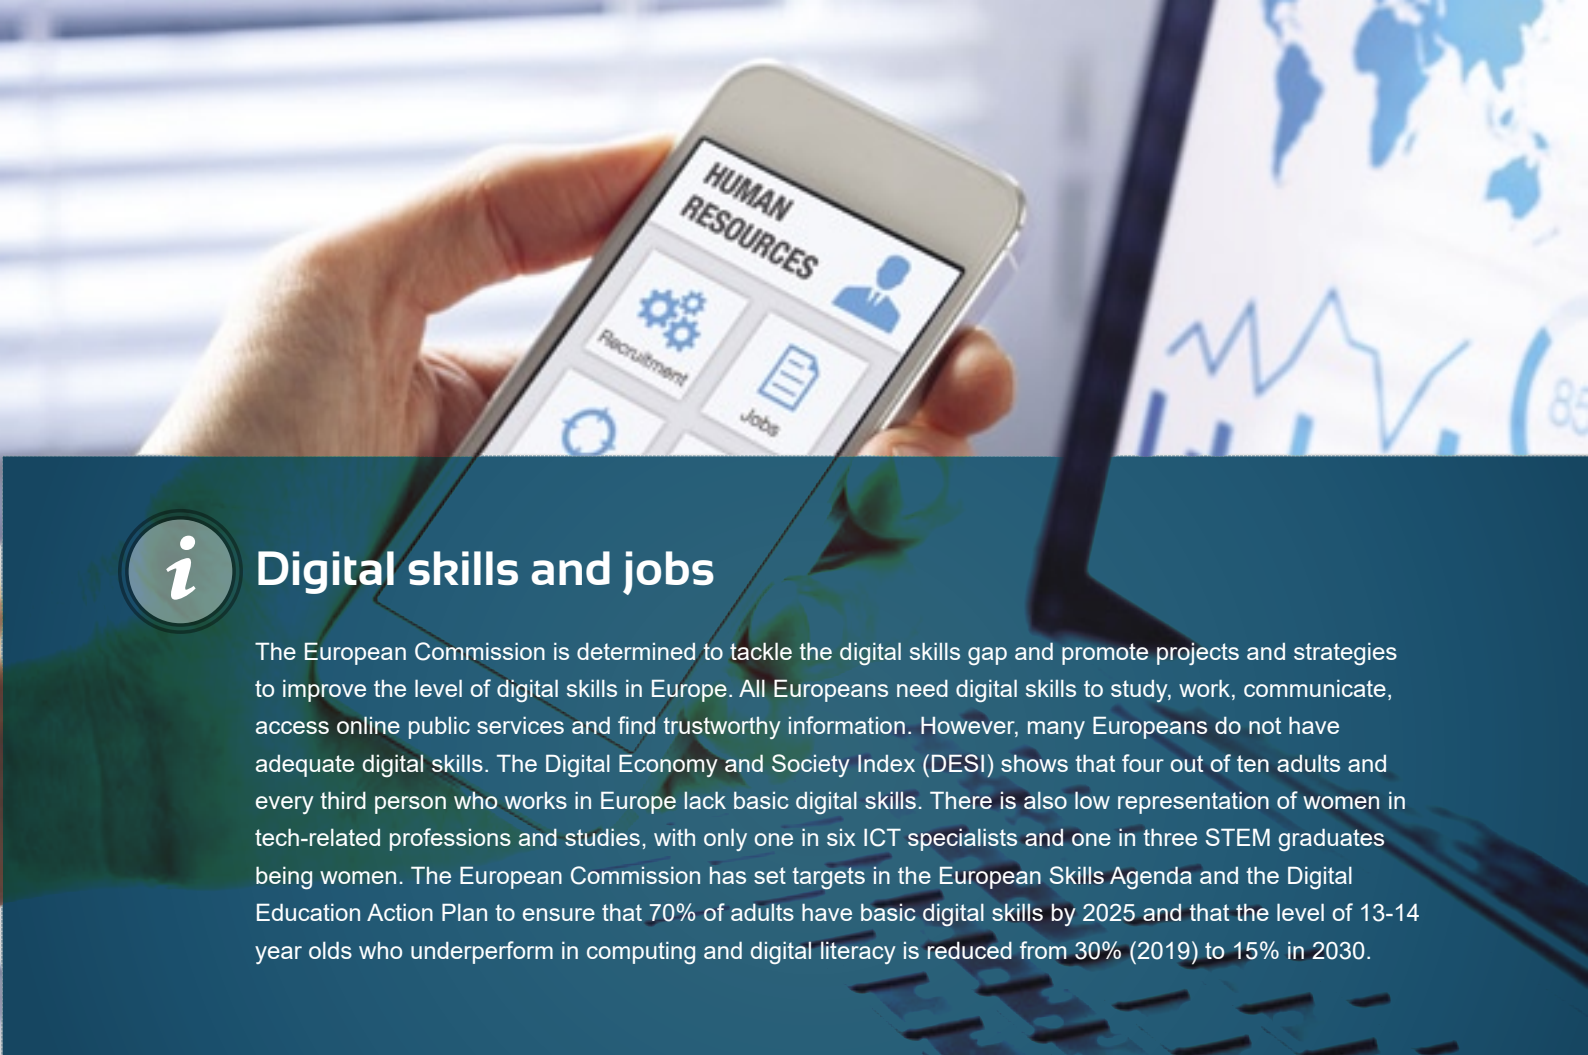 HUMAN
RESOURCES
Recruitment
Jobs
85
Digital skills and jobs
The European Commission is determined to tackle the digital skills gap and promote projects and strategies
to improve the level of digital skills in Europe. All Europeans need digital skills to study, work, communicate,
access online public services and find trustworthy information. However, many Europeans do not have
adequate digital skills. The Digital Economy and Society Index (DESI) shows that four out of ten adults and
every third person who works in Europe lack basic digital skills. There is also low representation of women in
tech-related professions and studies, with only one in six ICT specialists and one in three STEM graduates
being women. The European Commission has set targets in the European Skills Agenda and the Digital
Education Action Plan to ensure that 70% of adults have basic digital skills by 2025 and that the level of 13-14
year olds who underperform in computing and digital literacy is reduced from 30% (2019) to 15% in 2030.